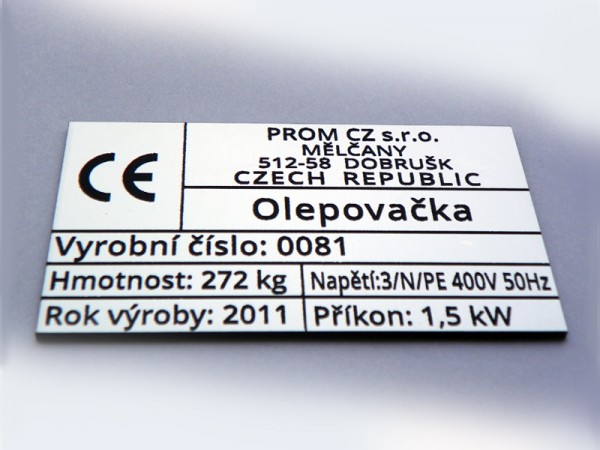 CE
PROM CZ s.r.o.
MĚLČANY
512-58 DOBRUŠK
CZECH REPUBLIC
Olepovačka
Vyrobní číslo: 0081
Hmotnost: 272 kg
Napětí:3/N/PE 400V 50Hz
Rok výroby: 2011
Příkon: 1,5 kW